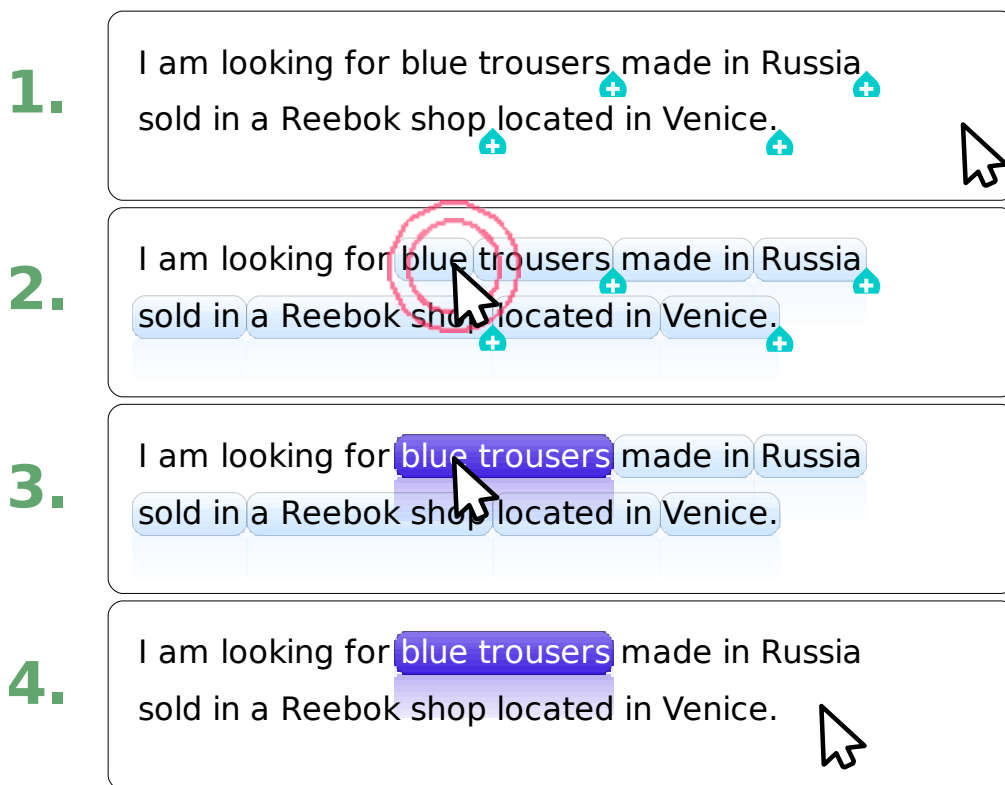 1.
I am looking for blue trousers made in Russia
sold in a Reebok shop located in Venice.
2.
I am looking for blue trousers made in Russia
sold in a Reebok shop located in Venice.
3.
I am looking for blue trousers made in Russia
sold in a Reebok shop located in Venice.
4.
I am looking for blue trousers made in Russia
sold in a Reebok shop located in Venice.